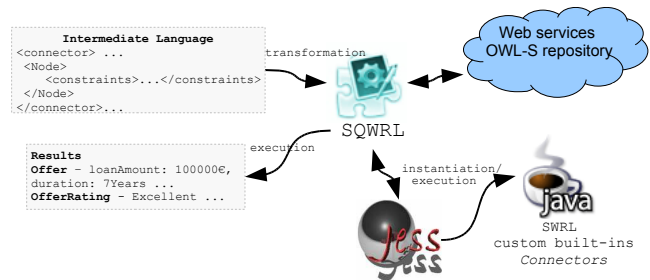 Intermediate Language
<connector> ...
<Node>
<constraints>...</constraints>
</Node>
</connector>...
transformation
Web services
OWL-S repository
SQWRL
execution
Results
Offer – loanAmount: 100000€,
duration: 7Years ...
OfferRating – Excellent ...
instantiation/
execution
Jess
java
SWRL
custom built-ins
Connectors